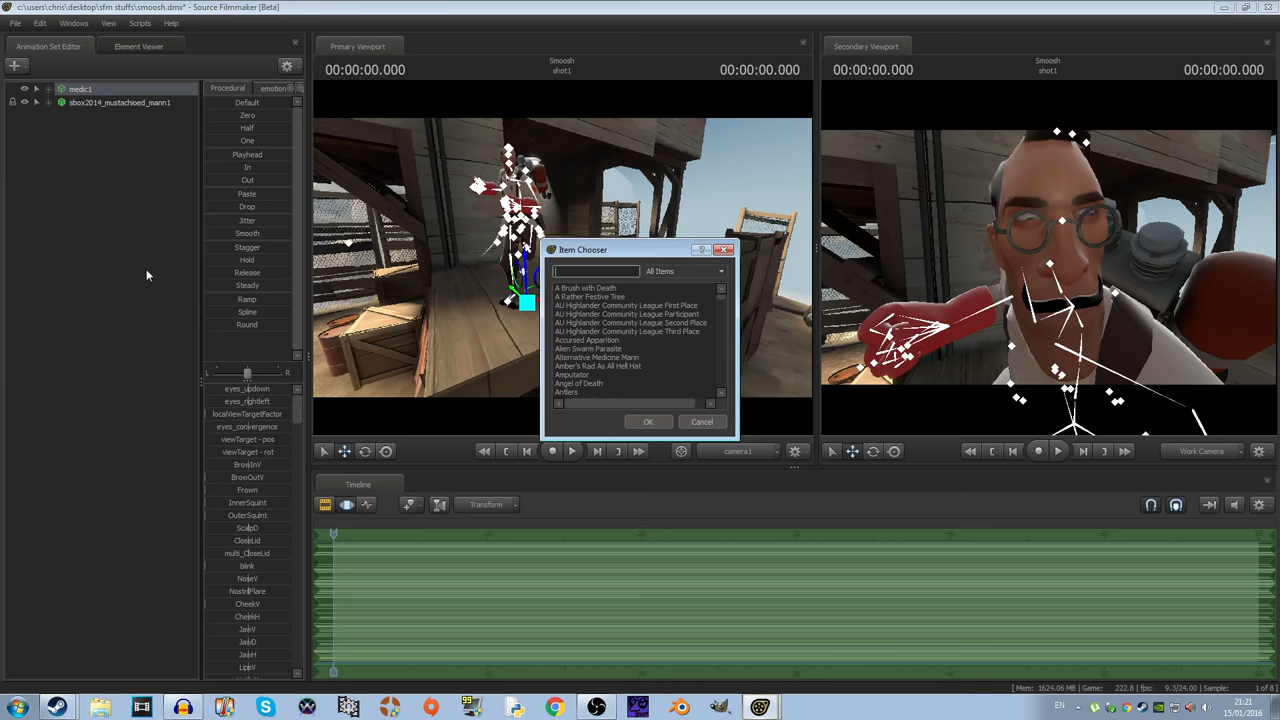 c:\users\chris\desktop\sfm stuffs\smoosh.dmx* - Source Filmmaker [Beta]
File Edit Windows View Scripts Help
Animation Set Editor
Element Viewer
medic1
sbox2014_mustachioed_mann1
Procedural
emotion
Default
Zero
Half
One
Playhead
In
Out
Paste
Drop
Jitter
Smooth
Stagger
Hold
Release
Steady
Ramp
Spline
Round
L
R
eyes_updown
eyes_rightleft
localViewTargetFactor
eyes_convergence
viewTarget - pos
viewTarget - rot
BrowInV
BrowOutV
Frown
InnerSquint
OuterSquint
ScalpD
CloseLid
multi_CloseLid
blink
NoseV
NostrilFlare
CheekV
CheekH
JawV
JawD
JawH
LipsV
Primary Viewport
00:00:00.000
Smoosh
shot1
00:00:00.000
camera1
Secondary Viewport
00:00:00.000
Smoosh
shot1
00:00:00.000
Work Camera
Item Chooser
All Items
A Brush with Death
A Rather Festive Tree
AU Highlander Community League First Place
AU Highlander Community League Participant
AU Highlander Community League Second Place
AU Highlander Community League Third Place
Accursed Apparition
Alien Swarm Parasite
Alternative Medicine Mann
Amber's Rad As All Hell Hat
Amputator
Angel of Death
Antlers
OK
Cancel
Timeline
Transform
[Mem: 1624.06 MB | Game: 222.8 | fps: 9.3/24.00 | Sample: 1 of 8]
EN
21:21
15/01/2016